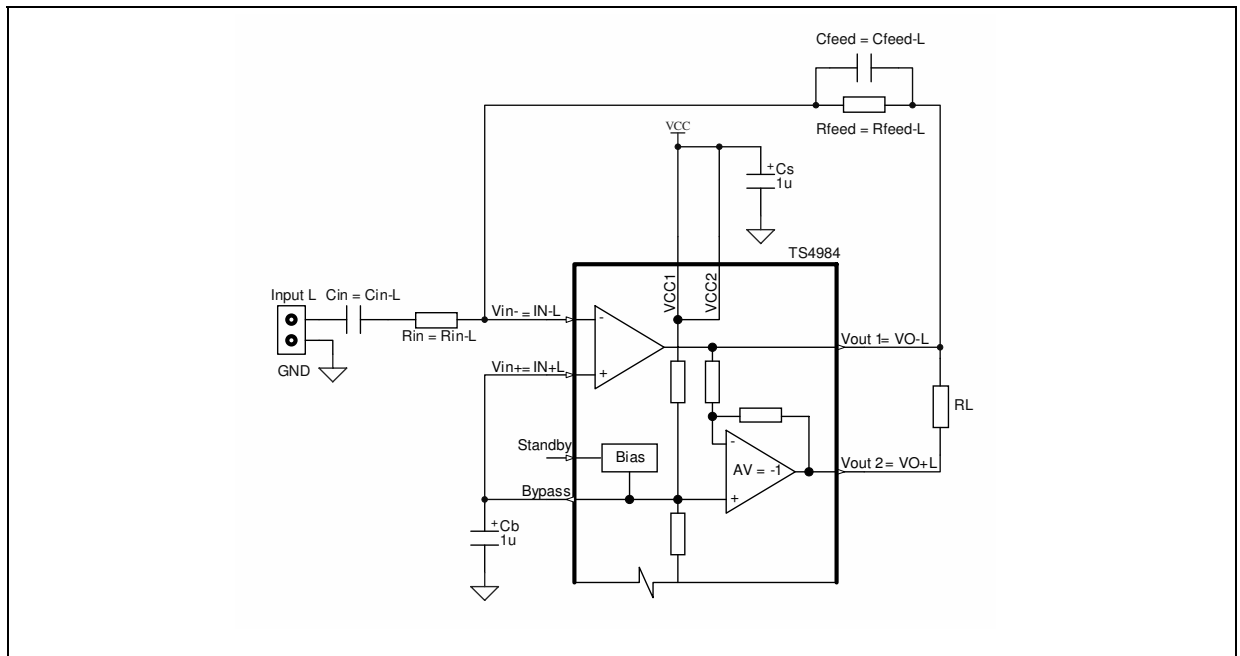 Cfeed = Cfeed-L
Rfeed = Rfeed-L
VCC
+
Cs
1u
TS4984
VCC1
VCC2
Input L
Cin = Cin-L
Rin = Rin-L
GND
Vin- = IN-L
-
Vin+= IN+L
+
Vout 1= VO-L
RL
Standby
Bias
-
AV = -1
Vout 2 = VO+L
Bypass
+
+
Cb
1u